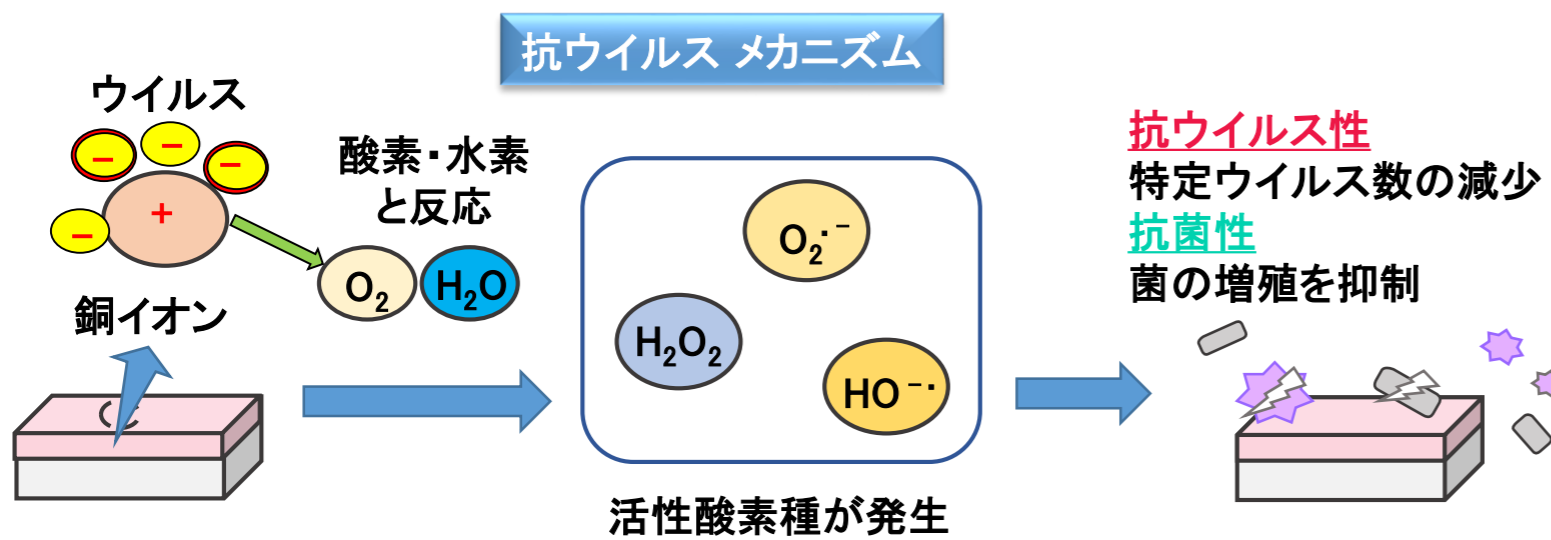 抗ウイルス メカニズム
ウイルス
−
−
−
−
+
銅イオン
酸素・水素
と反応
O₂
H₂O
O₂·⁻
H₂O₂
HO⁻·
活性酸素種が発生
抗ウイルス性
特定ウイルス数の減少
抗菌性
菌の増殖を抑制